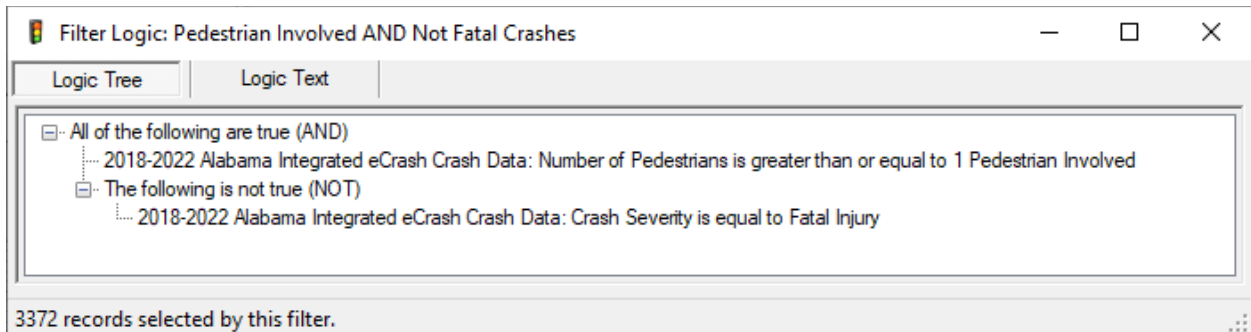 Filter Logic: Pedestrian Involved AND Not Fatal Crashes
Logic Tree
Logic Text
All of the following are true (AND)
2018-2022 Alabama Integrated eCrash Crash Data: Number of Pedestrians is greater than or equal to 1 Pedestrian Involved
The following is not true (NOT)
2018-2022 Alabama Integrated eCrash Crash Data: Crash Severity is equal to Fatal Injury
3372 records selected by this filter.